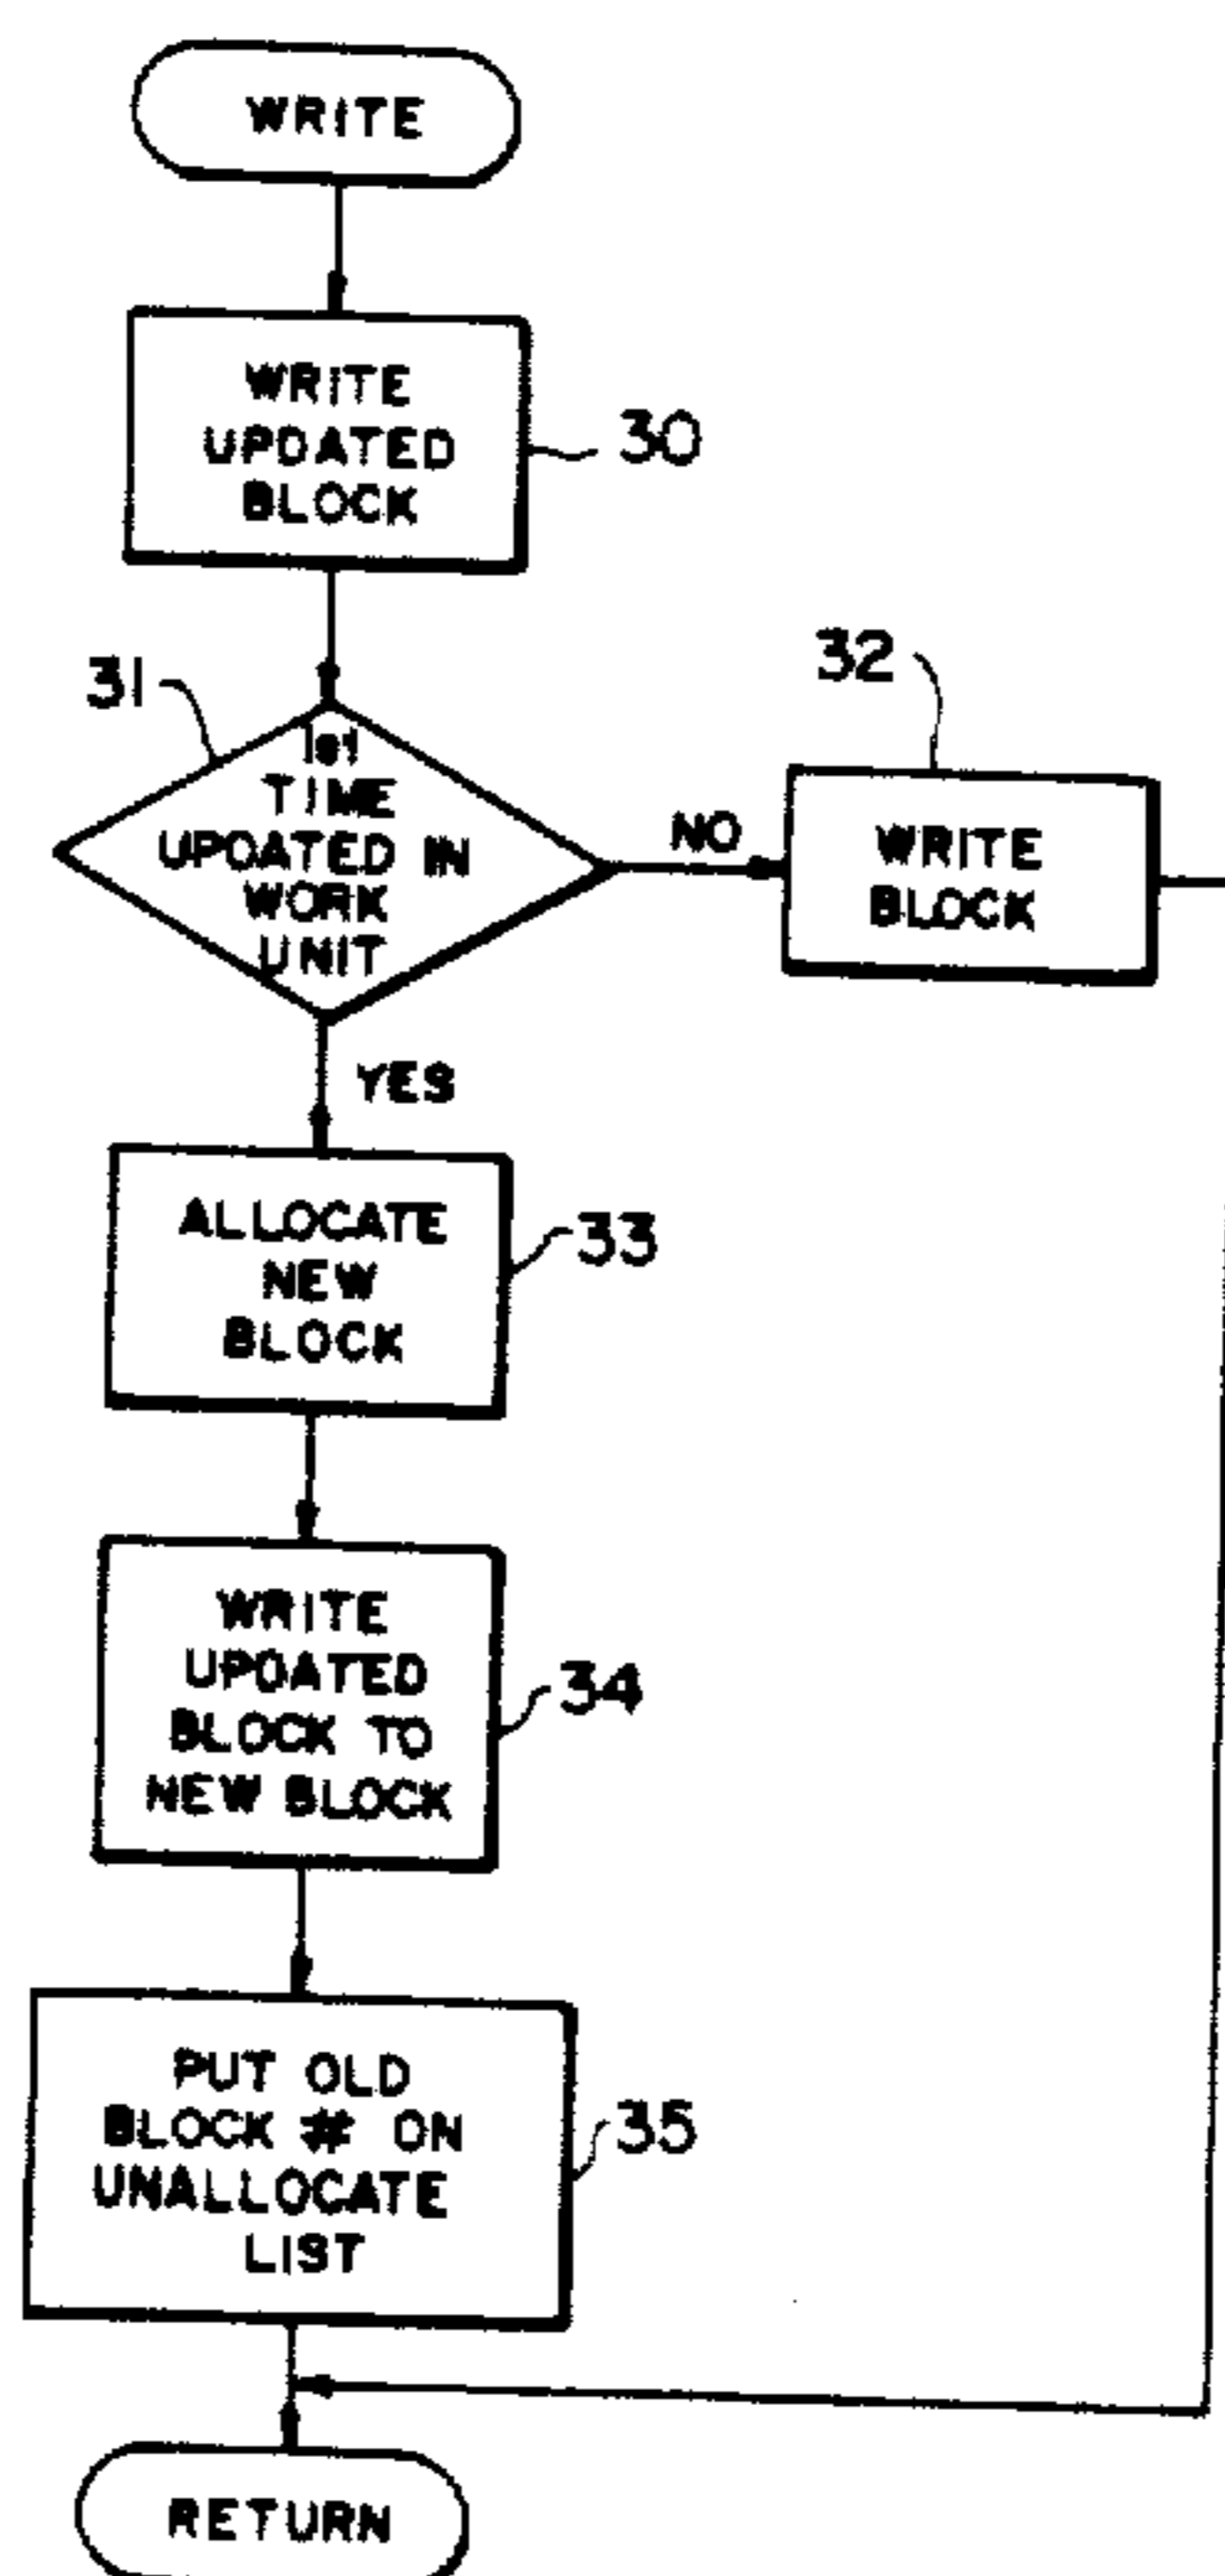 WRITE
WRITE
UPDATED
BLOCK
30
31
1st
TIME
UPDATED IN
WORK
UNIT
NO
32
WRITE
BLOCK
YES
ALLOCATE
NEW
BLOCK
33
WRITE
UPDATED
BLOCK TO
NEW BLOCK
34
PUT OLD
BLOCK # ON
UNALLOCATE
LIST
35
RETURN